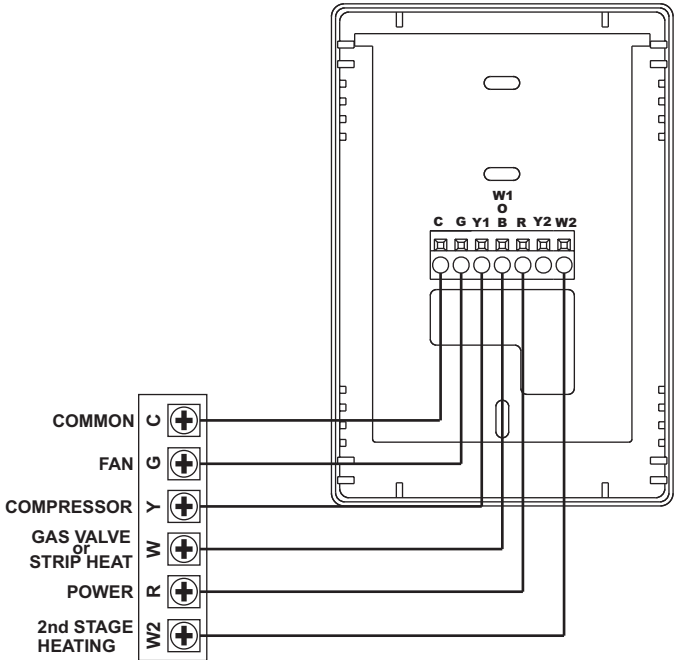 W1
O
C G Y1 B R Y2 W2
COMMON C
FAN G
COMPRESSOR Y
GAS VALVE
or
STRIP HEAT W
POWER R
2nd STAGE
HEATING W2